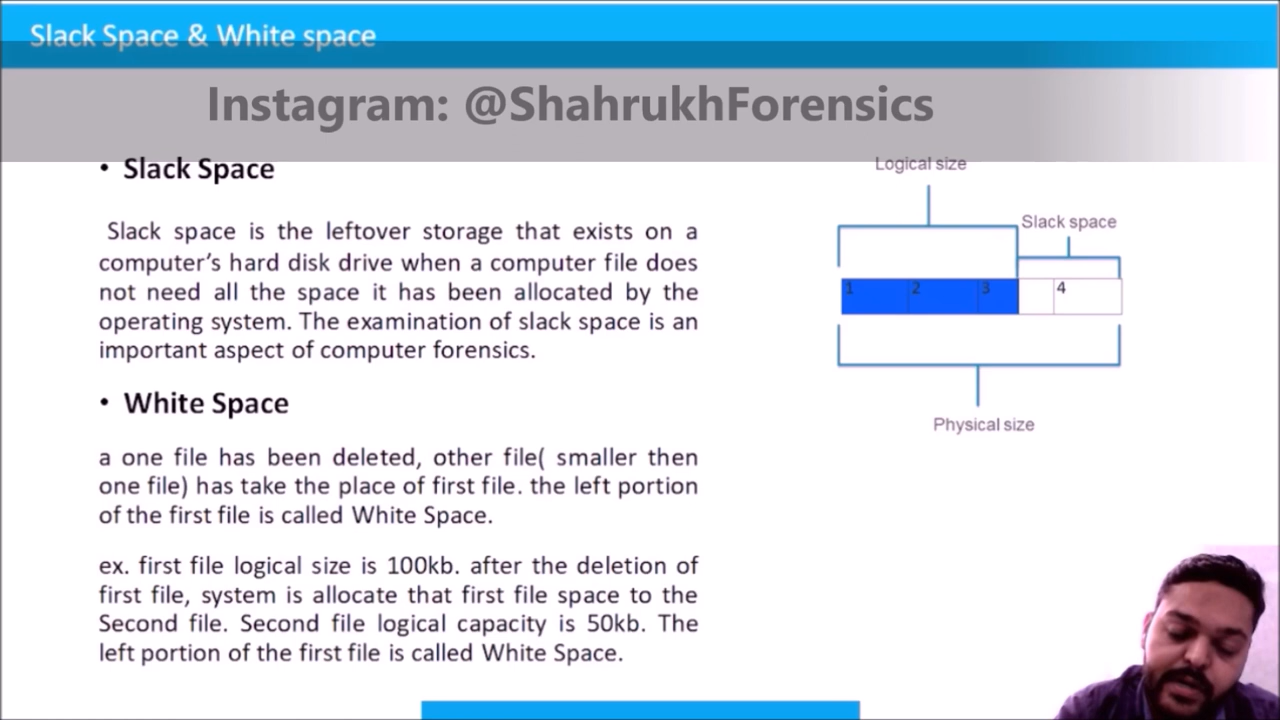 Slack Space & White space
Instagram: @ShahrukhForensics
• Slack Space
Slack space is the leftover storage that exists on a
computer’s hard disk drive when a computer file does
not need all the space it has been allocated by the
operating system. The examination of slack space is an
important aspect of computer forensics.
• White Space
a one file has been deleted, other file( smaller then
one file) has take the place of first file. the left portion
of the first file is called White Space.
ex. first file logical size is 100kb. after the deletion of
first file, system is allocate that first file space to the
Second file. Second file logical capacity is 50kb. The
left portion of the first file is called White Space.
Logical size
Slack space
1 2 3 4
Physical size